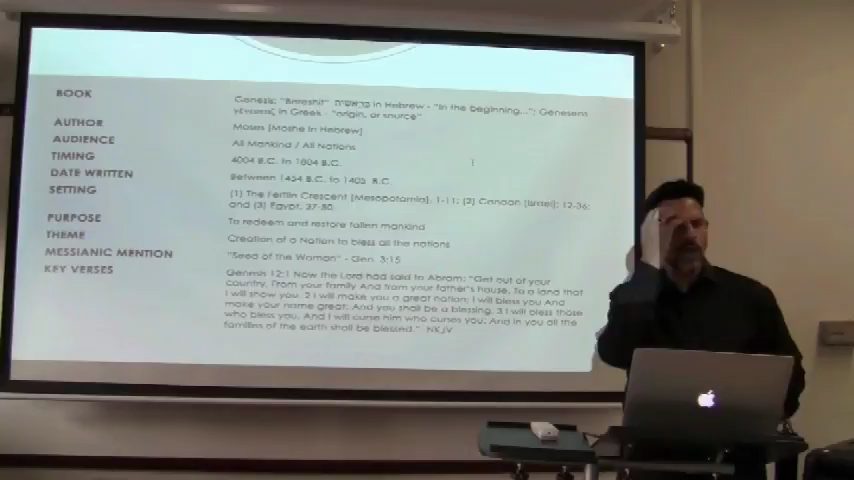 BOOK
Genesis: "Bereshit" בראשית in Hebrew - "In the beginning..."; Genesens
γένεσις in Greek - "origin, or source"
AUTHOR
Moses [Moshe in Hebrew]
AUDIENCE
All Mankind / All Nations
TIMING
4004 B.C. to 1804 B.C.
DATE WRITTEN
Between 1454 B.C. to 1405 B.C.
SETTING
(1) The Fertile Crescent [Mesopotamia], 1-11; (2) Canaan [Israel]; 12-36;
and (3) Egypt, 37-50.
PURPOSE
To redeem and restore fallen mankind
THEME
Creation of a Nation to bless all the nations
MESSIANIC MENTION
"Seed of the Woman" - Gen. 3:15
KEY VERSES
Genesis 12:1 Now the Lord had said to Abram: "Get out of your
country, From your family And from your father's house, To a land that
I will show you. 2 I will make you a great nation; I will bless you And
make your name great, And you shall be a blessing. 3 I will bless those
who bless you, And I will curse him who curses you; And in you all the
families of the earth shall be blessed." NKJV